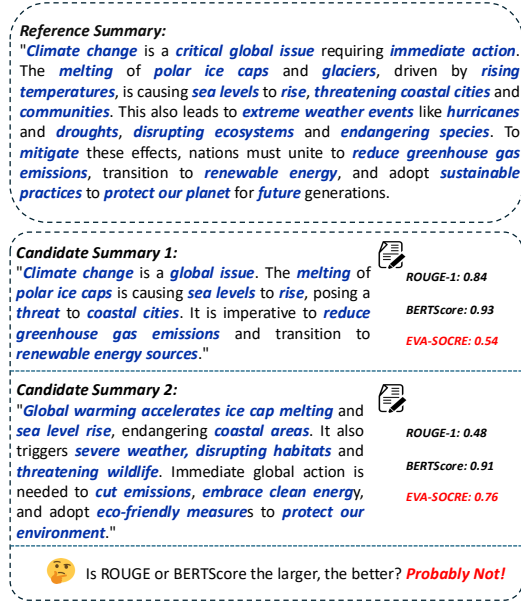 Reference Summary:
"Climate change is a critical global issue requiring immediate action.
The melting of polar ice caps and glaciers, driven by rising
temperatures, is causing sea levels to rise, threatening coastal cities and
communities. This also leads to extreme weather events like hurricanes
and droughts, disrupting ecosystems and endangering species. To
mitigate these effects, nations must unite to reduce greenhouse gas
emissions, transition to renewable energy, and adopt sustainable
practices to protect our planet for future generations.
Candidate Summary 1:
"Climate change is a global issue. The melting of
polar ice caps is causing sea levels to rise, posing a
threat to coastal cities. It is imperative to reduce
greenhouse gas emissions and transition to
renewable energy sources."
ROUGE-1: 0.84
BERTScore: 0.93
EVA-SOCRE: 0.54
Candidate Summary 2:
"Global warming accelerates ice cap melting and
sea level rise, endangering coastal areas. It also
triggers severe weather, disrupting habitats and
threatening wildlife. Immediate global action is
needed to cut emissions, embrace clean energy,
and adopt eco-friendly measures to protect our
environment."
ROUGE-1: 0.48
BERTScore: 0.91
EVA-SOCRE: 0.76
Is ROUGE or BERTScore the larger, the better? Probably Not!